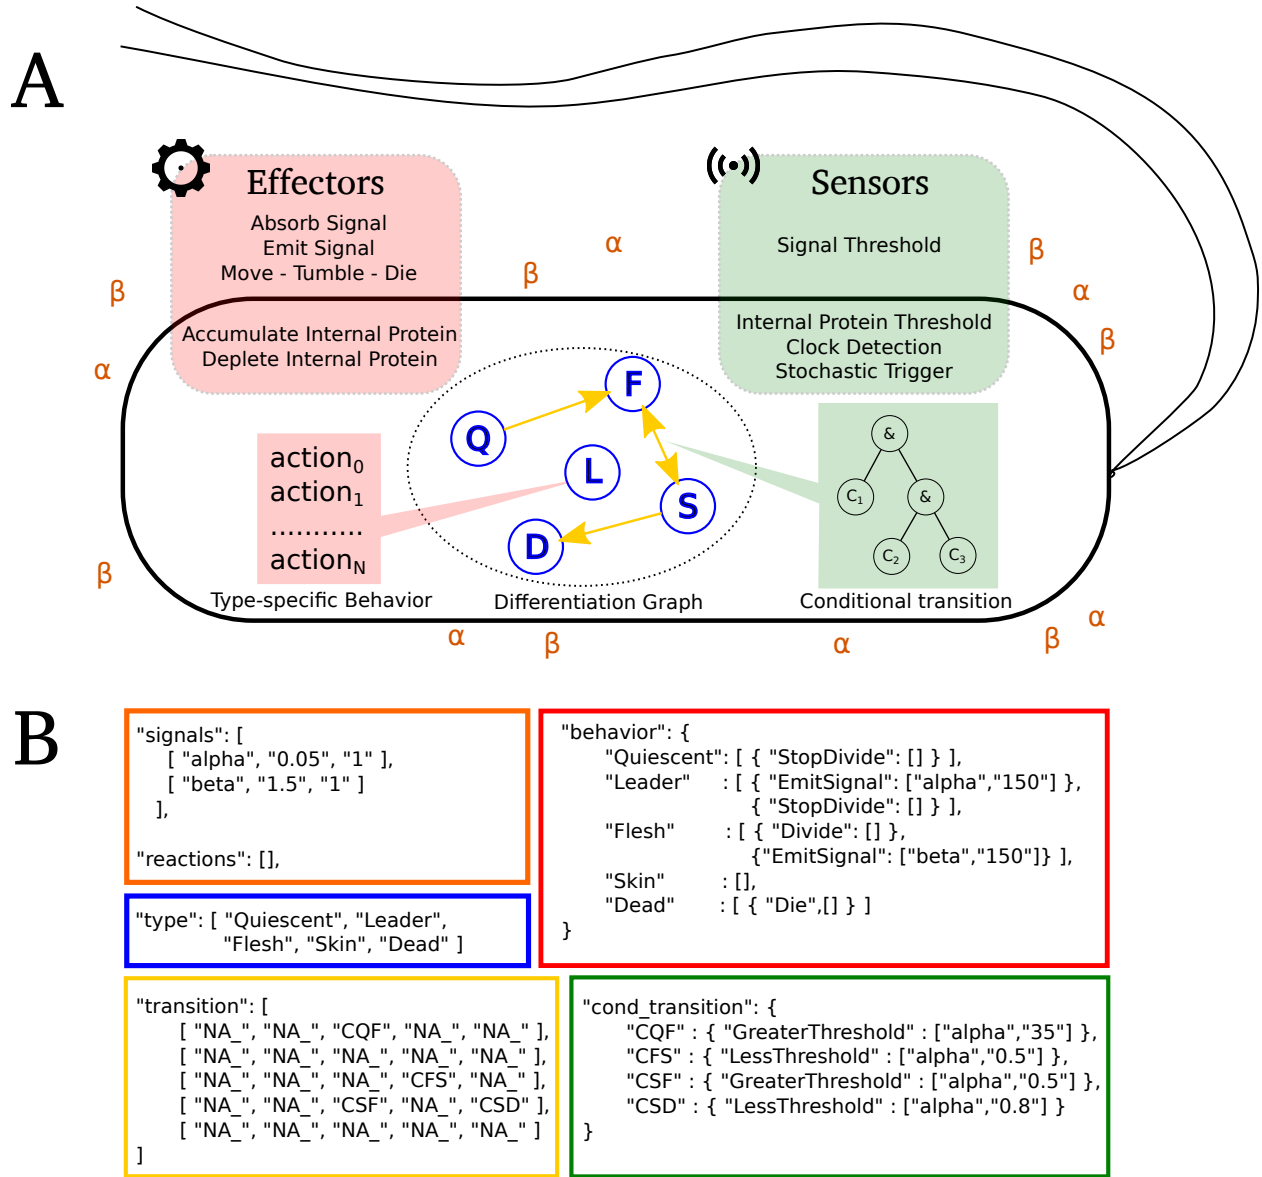 A
Effectors
Absorb Signal
Emit Signal
Move - Tumble - Die
Accumulate Internal Protein
Deplete Internal Protein
Sensors
Signal Threshold
Internal Protein Threshold
Clock Detection
Stochastic Trigger
β
α
β
α
β
α
β
α
β
α
β
α
β
α
action0
action1
...........
actionN
Type-specific Behavior
Q
F
L
S
D
Differentiation Graph
&
C1
&
C2
C3
Conditional transition
B
"signals": [
[ "alpha", "0.05", "1" ],
[ "beta", "1.5", "1" ]
],
"reactions": [],
"type": [ "Quiescent", "Leader",
"Flesh", "Skin", "Dead" ]
"transition": [
[ "NA_", "NA_", "CQF", "NA_", "NA_" ],
[ "NA_", "NA_", "NA_", "NA_", "NA_" ],
[ "NA_", "NA_", "NA_", "CFS", "NA_" ],
[ "NA_", "NA_", "CSF", "NA_", "CSD" ],
[ "NA_", "NA_", "NA_", "NA_", "NA_" ]
]
"behavior": {
"Quiescent": [ { "StopDivide": [] } ],
"Leader" : [ { "EmitSignal": ["alpha","150"] },
{ "StopDivide": [] } ],
"Flesh" : [ { "Divide": [] },
{"EmitSignal": ["beta","150"]} ],
"Skin" : [],
"Dead" : [ { "Die",[] } ]
}
"cond_transition": {
"CQF" : { "GreaterThreshold" : ["alpha","35"] },
"CFS" : { "LessThreshold" : ["alpha","0.5"] },
"CSF" : { "GreaterThreshold" : ["alpha","0.5"] },
"CSD" : { "LessThreshold" : ["alpha","0.8"] }
}